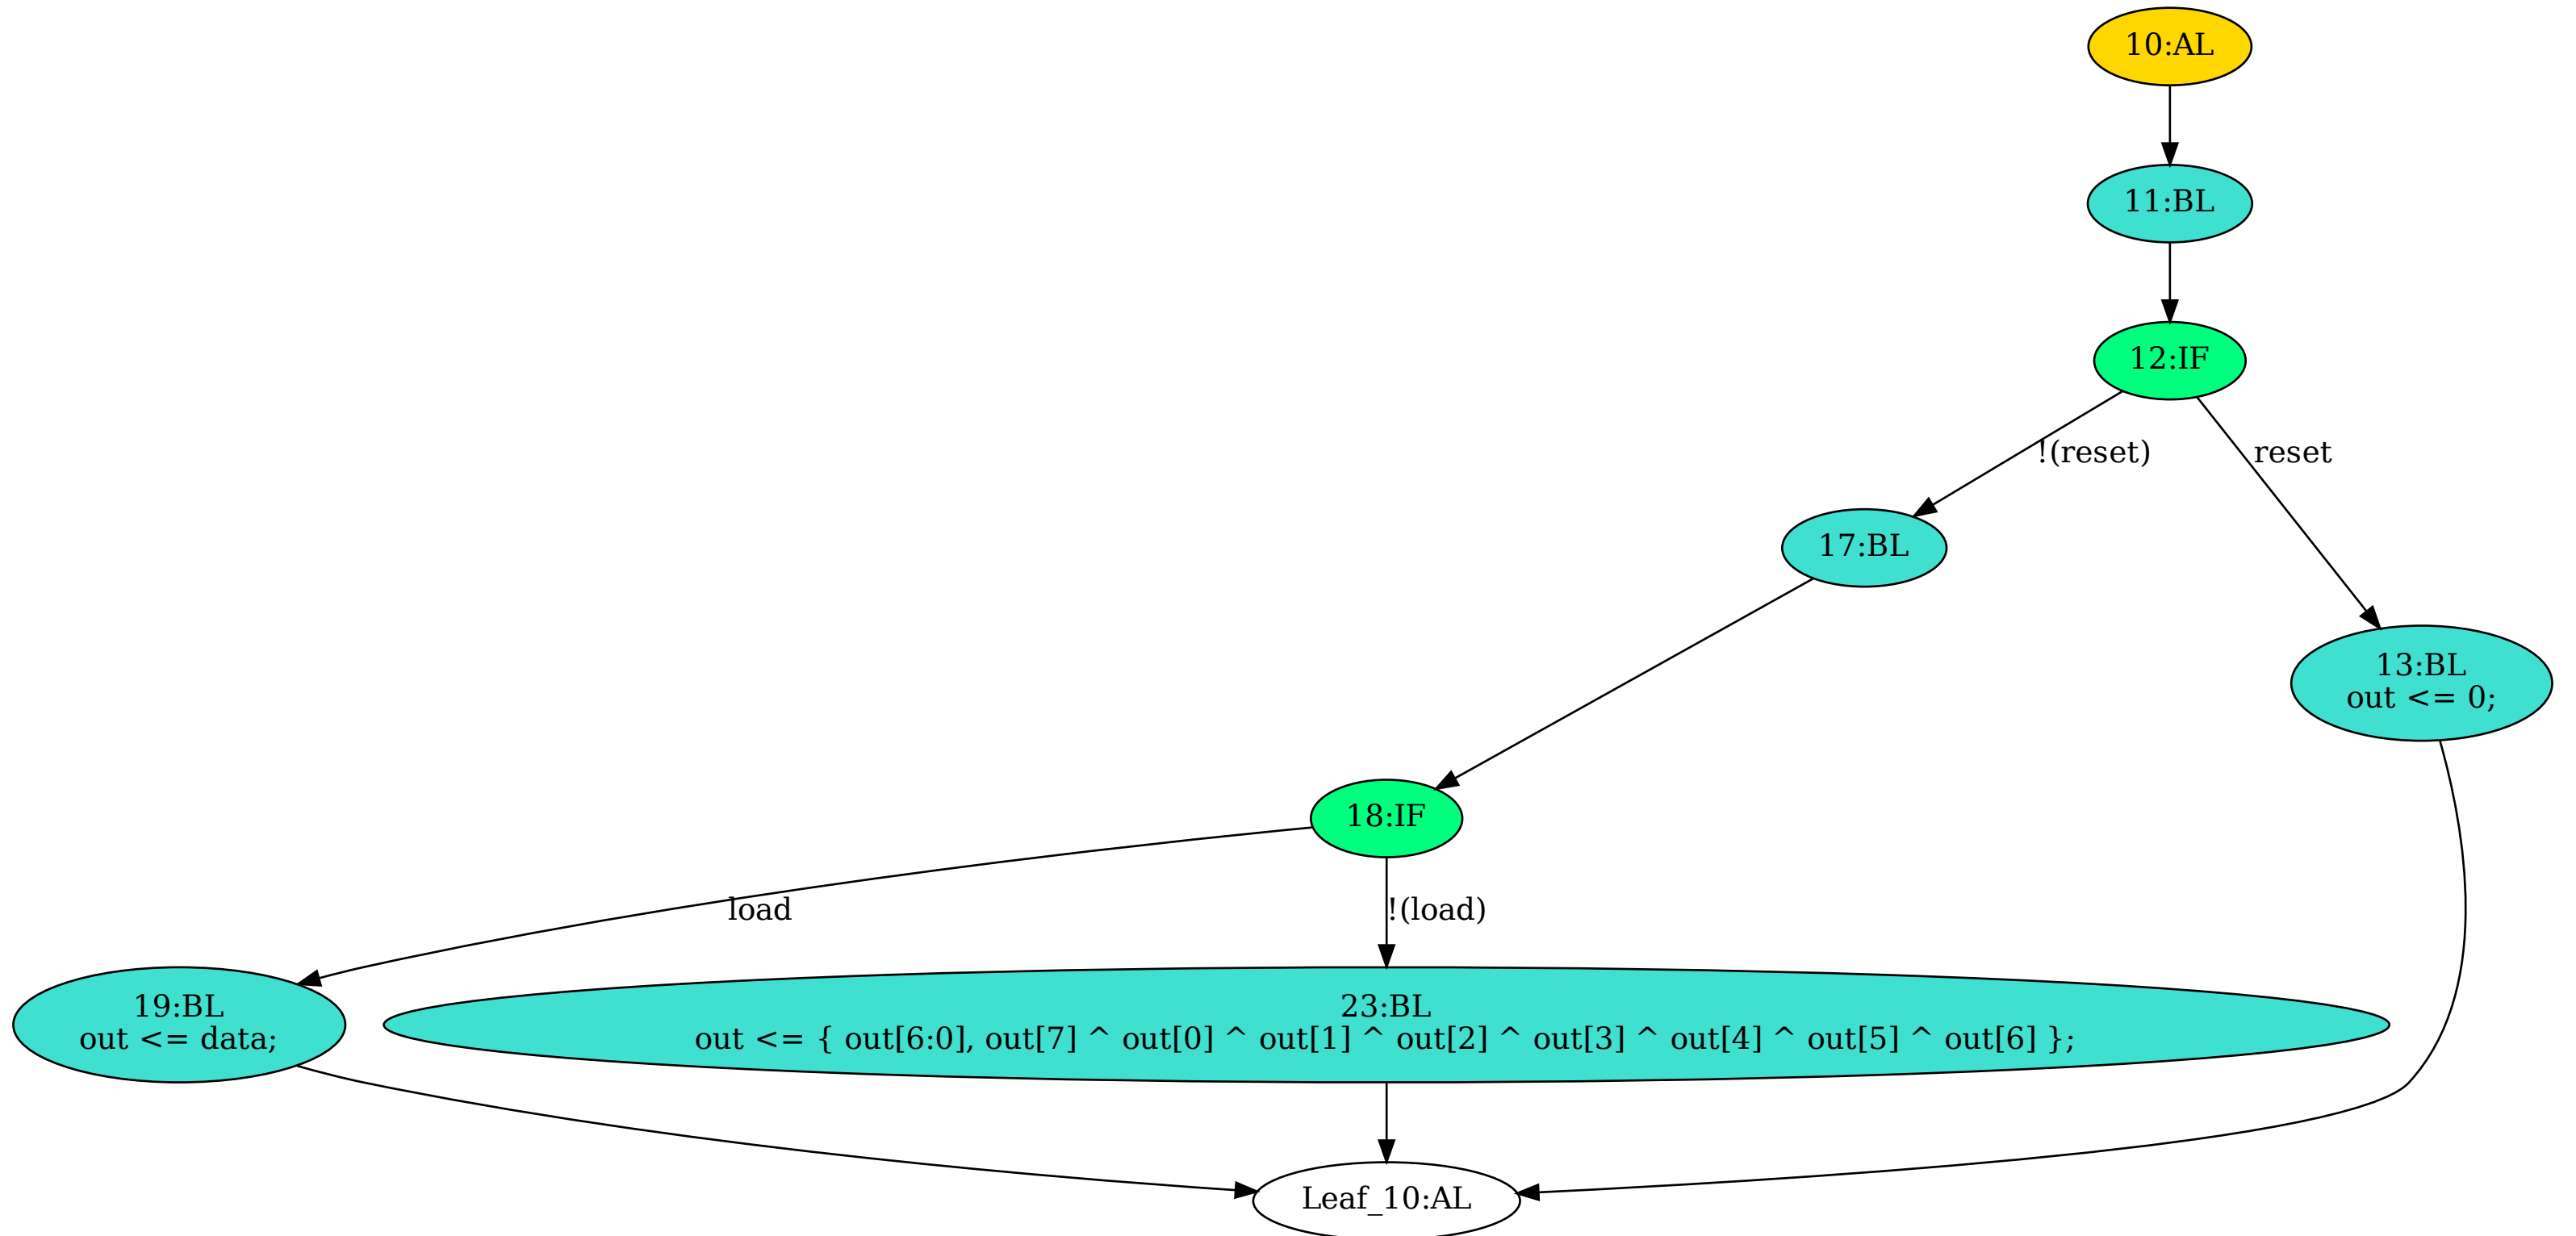 10:AL
11:BL
12:IF
!(reset)
reset
17:BL
13:BL
out <= 0;
18:IF
load
!(load)
19:BL
out <= data;
23:BL
out <= { out[6:0], out[7] ^ out[0] ^ out[1] ^ out[2] ^ out[3] ^ out[4] ^ out[5] ^ out[6] };
Leaf_10:AL